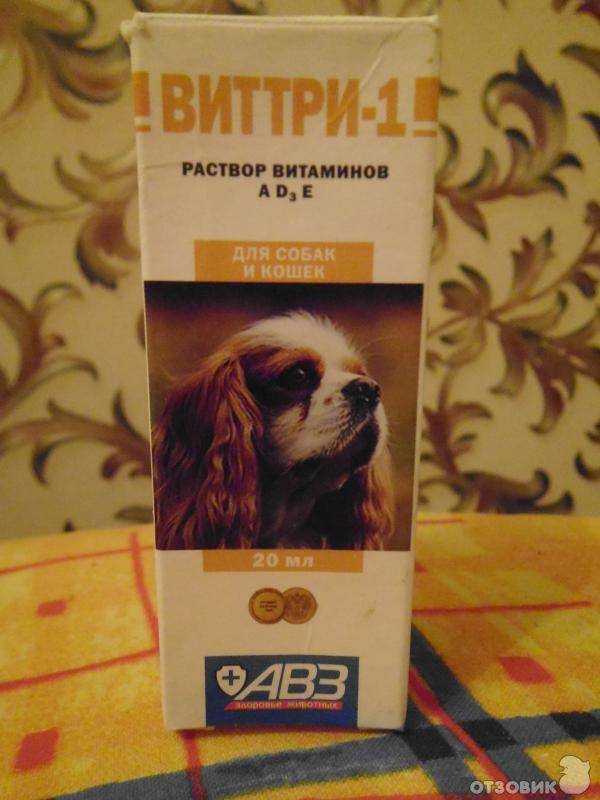 ВИТТРИ-1
РАСТВОР ВИТАМИНОВ
A D₃ E
ДЛЯ СОБАК
И КОШЕК
20 мл
АВЗ
здоровье животных
ОТЗОВИК